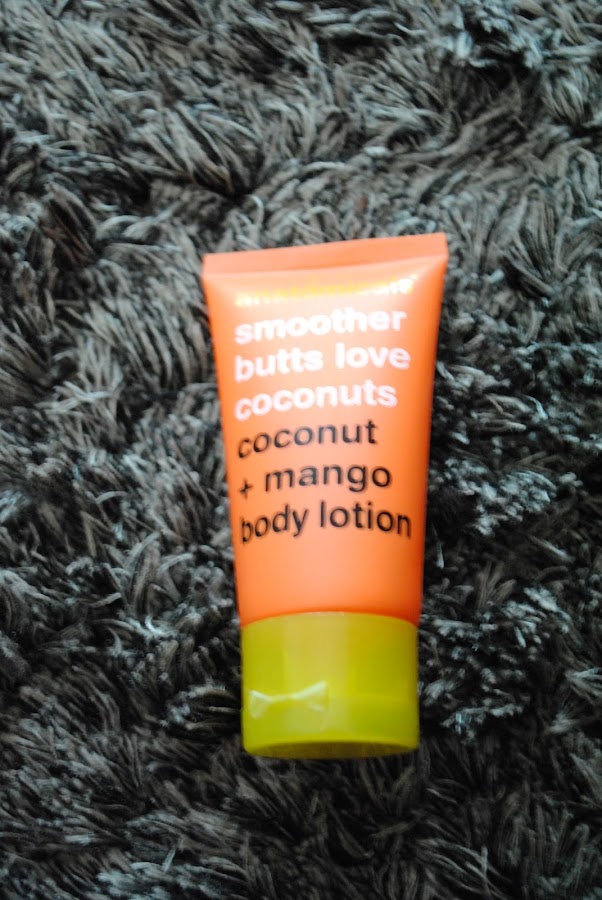 smoother
butts love
coconuts
coconut
+ mango
body lotion